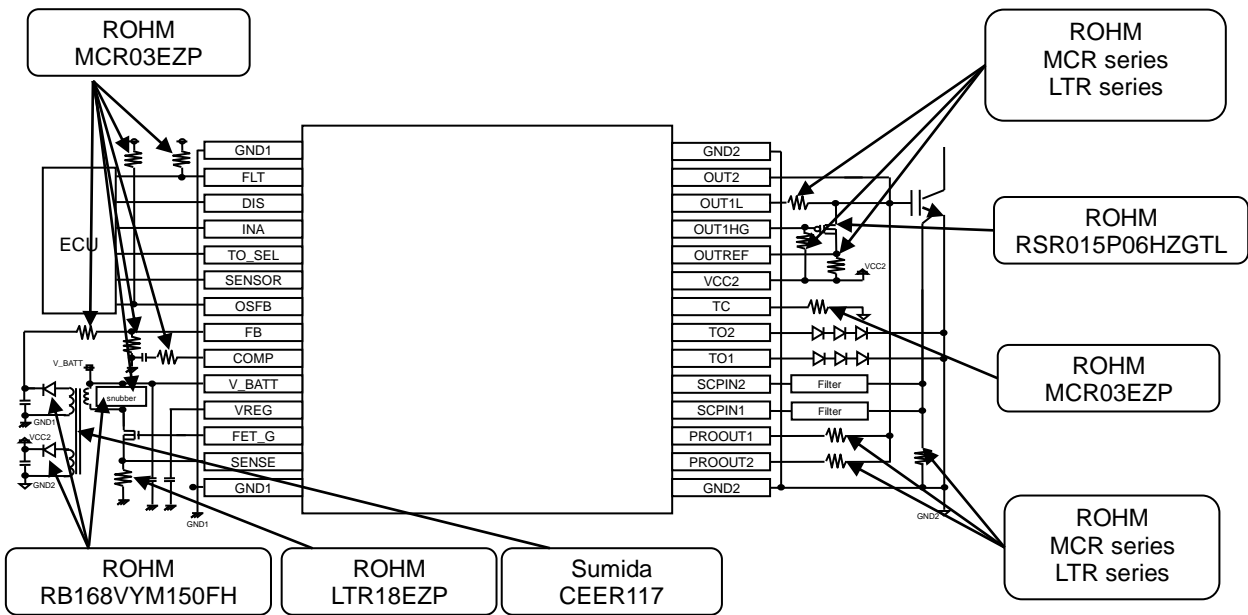 ROHM
MCR03EZP
ROHM
MCR series
LTR series
ECU
GND1
FLT
DIS
INA
TO_SEL
SENSOR
OSFB
FB
COMP
V_BATT
VREG
FET_G
SENSE
GND1
GND2
OUT2
OUT1L
OUT1HG
OUTREF
VCC2
TC
TO2
TO1
SCPIN2
SCPIN1
PROOUT1
PROOUT2
GND2
VCC2
Filter
Filter
GND2
V_BATT
snubber
GND1
VCC2
GND2
GND1
ROHM
RSR015P06HZGTL
ROHM
MCR03EZP
ROHM
MCR series
LTR series
ROHM
RB168VYM150FH
ROHM
LTR18EZP
Sumida
CEER117